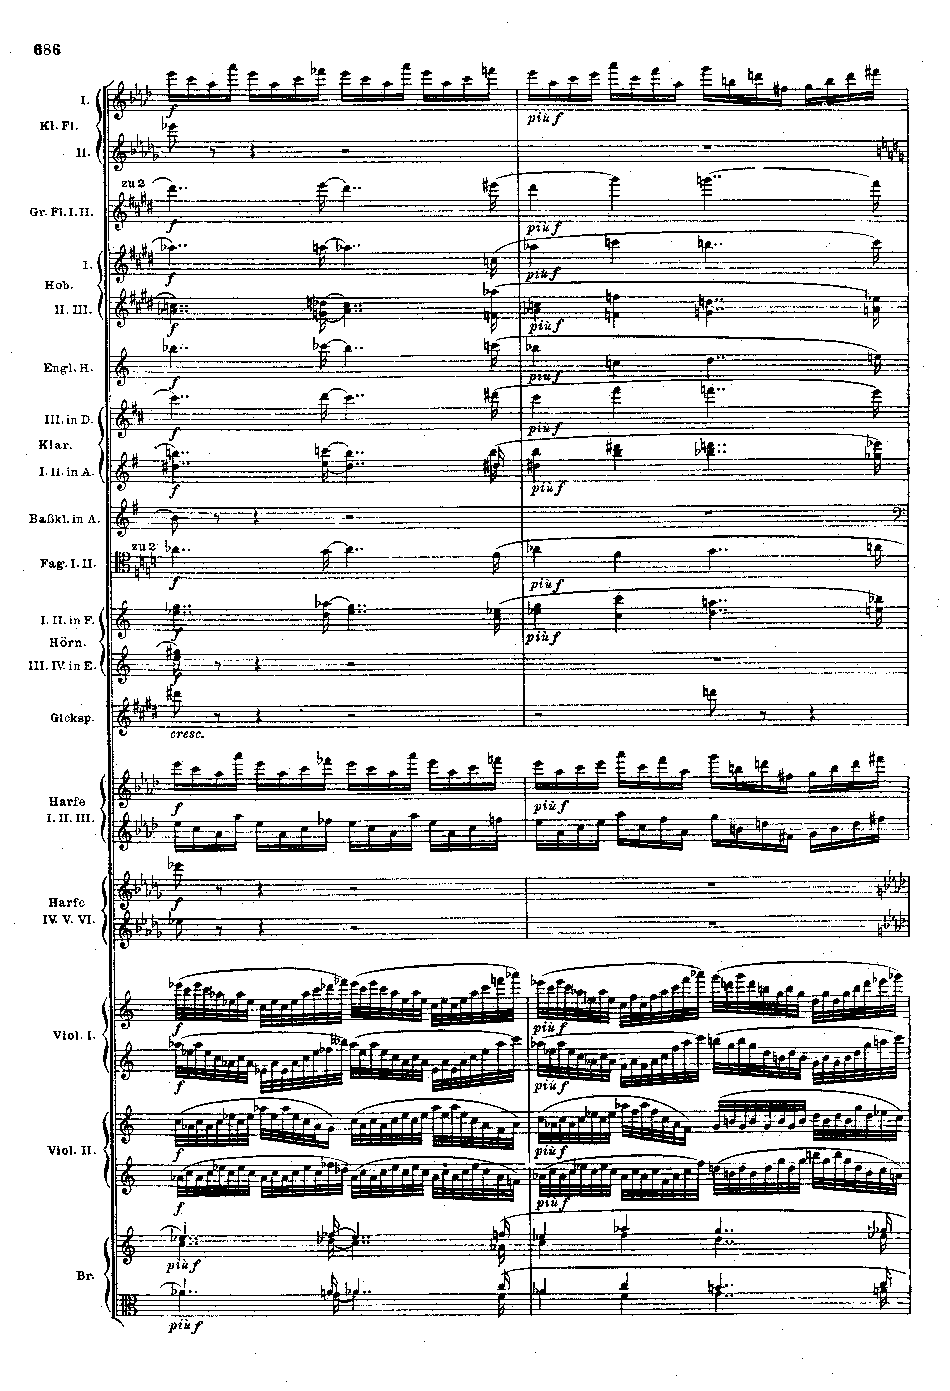 686
I.
Kl. Fl.
II.
f
più f
zu 2
Gr. Fl. I. II.
f
più f
I.
Hob.
II. III.
f
più f
f
più f
Engl. H.
f
più f
III. in D.
Klar.
I. II. in A.
f
più f
f
più f
Baßkl. in A.
zu 2
Fag. I. II.
f
più f
I. II. in F.
Hörn.
III. IV. in E.
f
più f
f
Glcksp.
cresc.
Harfe
I. II. III.
f
più f
Harfe
IV. V. VI.
f
Viol. I.
f
più f
f
più f
Viol. II.
f
più f
f
più f
Br.
più f
più f